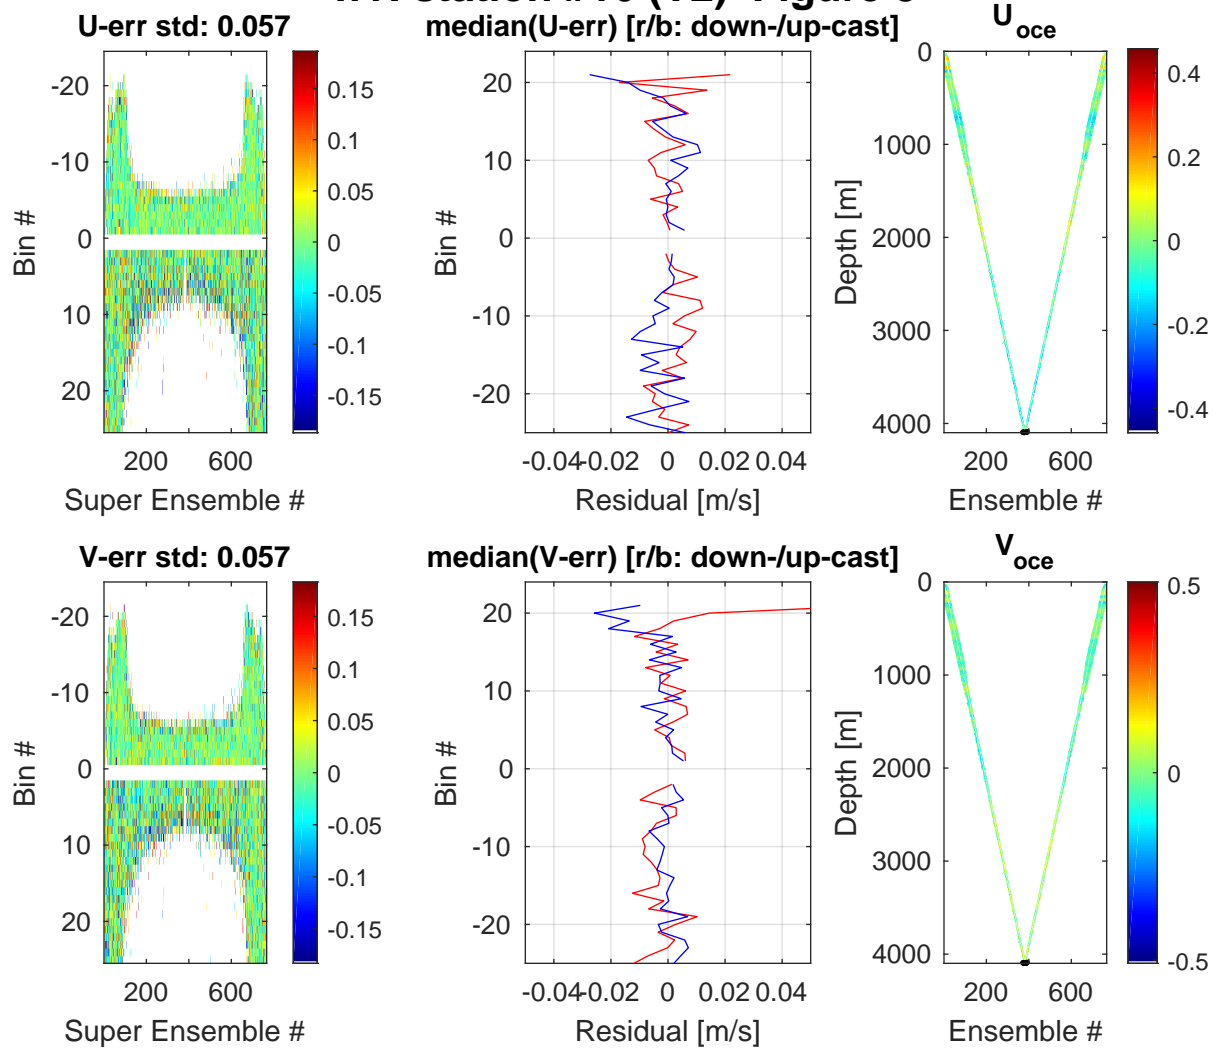 U-err std: 0.057
median(U-err) [r/b: down-/up-cast]
U oce
-20
-10
0
10
20
Bin #
200 600
Super Ensemble #
0.15
0.1
0.05
0
-0.05
-0.1
-0.15
20
10
0
-10
-20
Bin #
-0.04 -0.02 0 0.02 0.04
Residual [m/s]
0
1000
2000
3000
4000
Depth [m]
200 600
Ensemble #
0.4
0.2
0
-0.2
-0.4
V-err std: 0.057
median(V-err) [r/b: down-/up-cast]
V oce
-20
-10
0
10
20
Bin #
200 600
Super Ensemble #
0.15
0.1
0.05
0
-0.05
-0.1
-0.15
20
10
0
-10
-20
Bin #
-0.04 -0.02 0 0.02 0.04
Residual [m/s]
0
1000
2000
3000
4000
Depth [m]
200 600
Ensemble #
0.5
0
-0.5